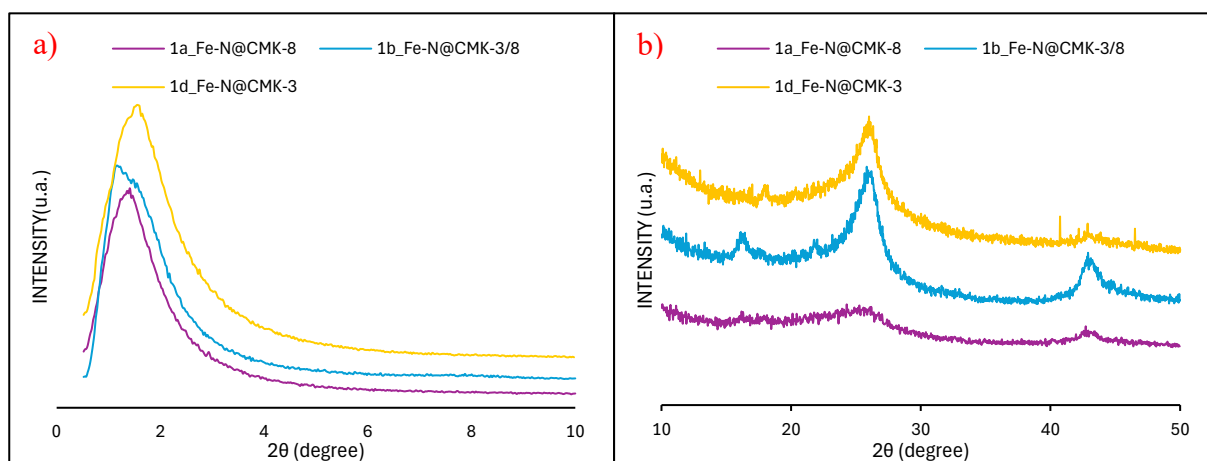 a)
1a_Fe-N@CMK-8 1b_Fe-N@CMK-3/8
1d_Fe-N@CMK-3
INTENSITY(u.a.)
0 2 4 6 8 10
2θ (degree)
b)
1a_Fe-N@CMK-8 1b_Fe-N@CMK-3/8
1d_Fe-N@CMK-3
INTENSITY (u.a.)
10 20 30 40 50
2θ (degree)